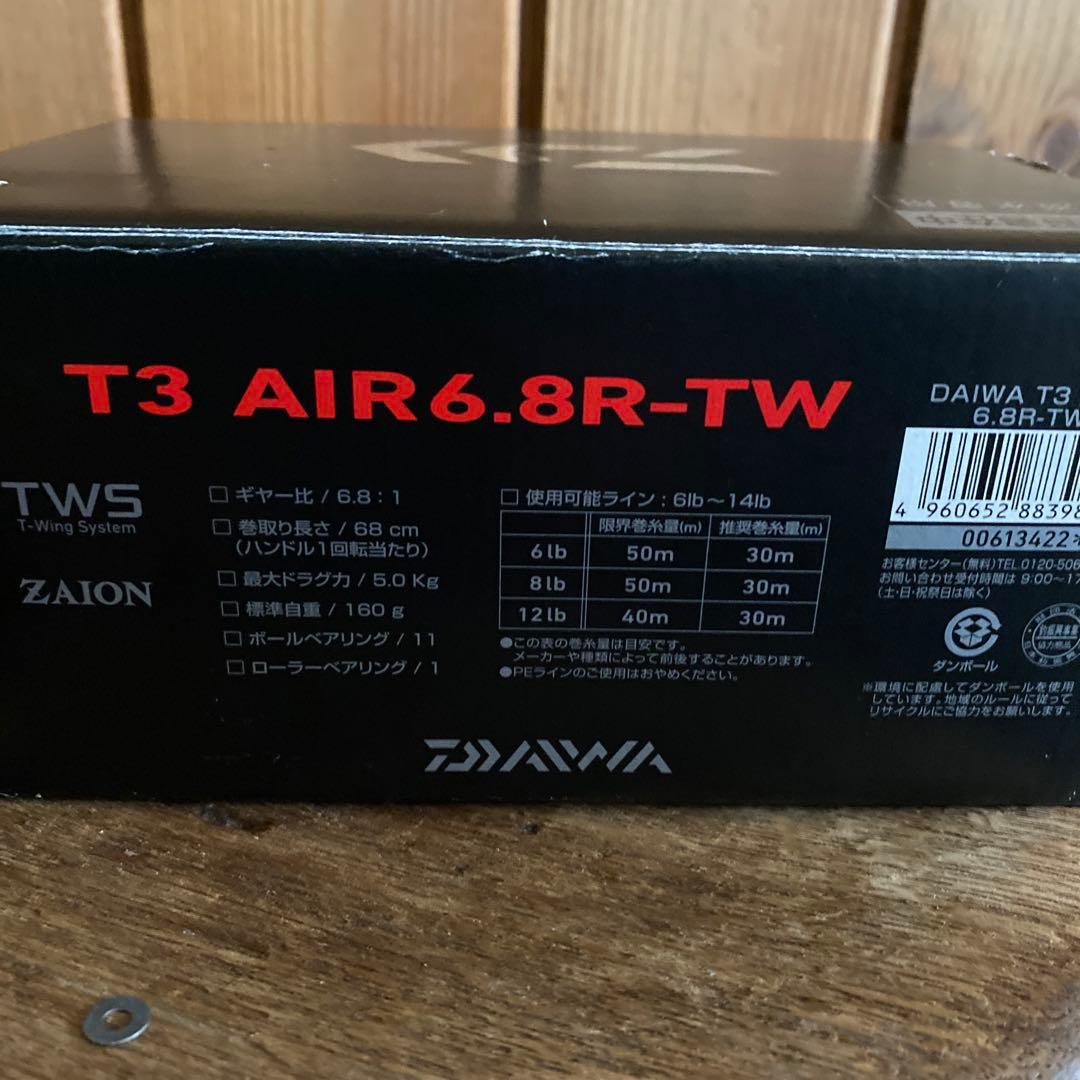 T3 AIR6.8R-TW
TWS
T-Wing System
ZAION
□ ギヤー比 / 6.8:1
□ 巻取り長さ / 68 cm
(ハンドル1回転当たり)
□ 最大ドラグ力 / 5.0 Kg
□ 標準自重 / 160 g
□ ボールベアリング / 11
□ ローラーベアリング / 1
□ 使用可能ライン:6lb～14lb
限界巻糸量(m) 推奨巻糸量(m)
6lb 50m 30m
8lb 50m 30m
12lb 40m 30m
●この表の巻糸量は目安です。
メーカーや種類によって前後することがあります。
●PEラインのご使用はおやめください。
DAIWA T3
6.8R-TW
4 960652 88398
00613422*
お客様センター(無料)TEL.0120-506
お問い合わせ受付時間は 9:00～17
(土・日・祝祭日は除く)
ダンボール
※環境に配慮してダンボールを使用
しています。地域のルールに従って
リサイクルにご協力をお願いします。
DAIWA